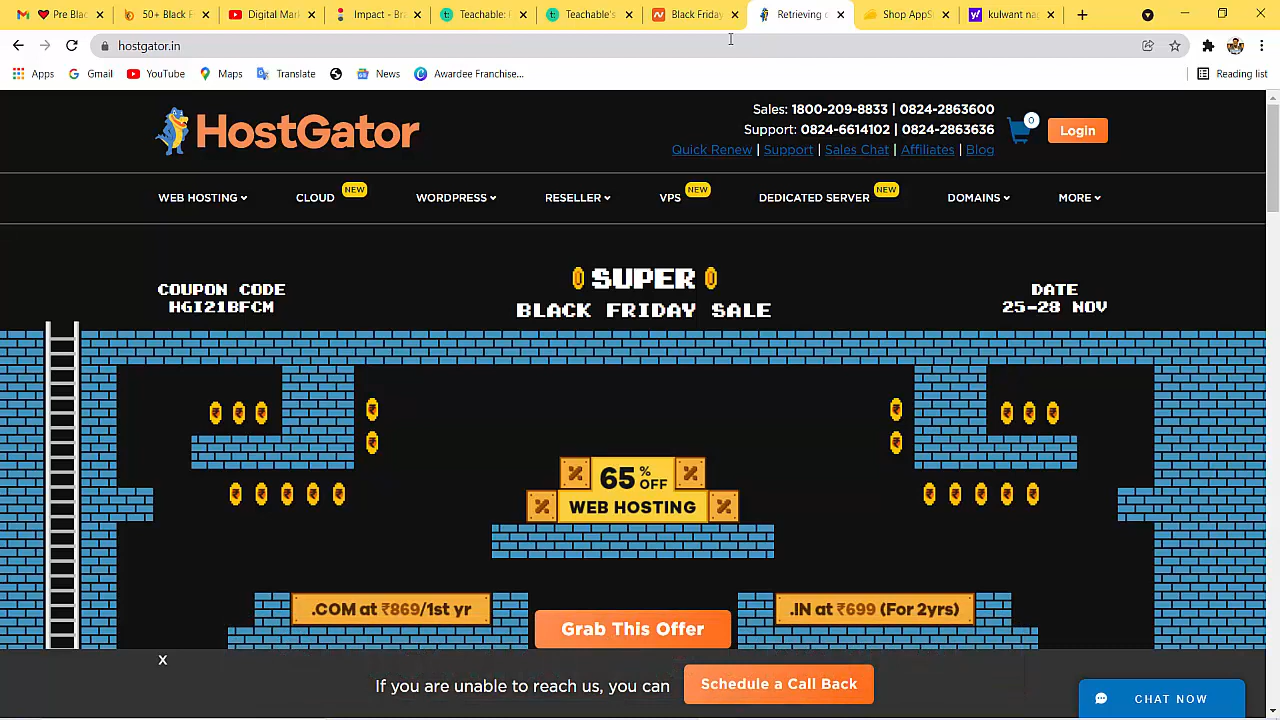 ❤ Pre Blac
50+ Black F
Digital Mar
Impact - Bra
Teachable: 
Teachable's
Black Friday
Retrieving
Shop AppS
kulwant na
hostgator.in
Apps
Gmail
YouTube
Maps
Translate
News
Awardee Franchise...
Reading list
HostGator
Sales: 1800-209-8833 | 0824-2863600
Support: 0824-6614102 | 0824-2863636
Quick Renew | Support | Sales Chat | Affiliates | Blog
0
Login
WEB HOSTING
CLOUD
NEW
WORDPRESS
RESELLER
VPS
NEW
DEDICATED SERVER
NEW
DOMAINS
MORE
COUPON CODE
HGI21BFCM
SUPER
BLACK FRIDAY SALE
DATE
25-28 NOV
65% OFF
WEB HOSTING
.COM at ₹869/1st yr
.IN at ₹699 (For 2yrs)
Grab This Offer
X
If you are unable to reach us, you can
Schedule a Call Back
CHAT NOW